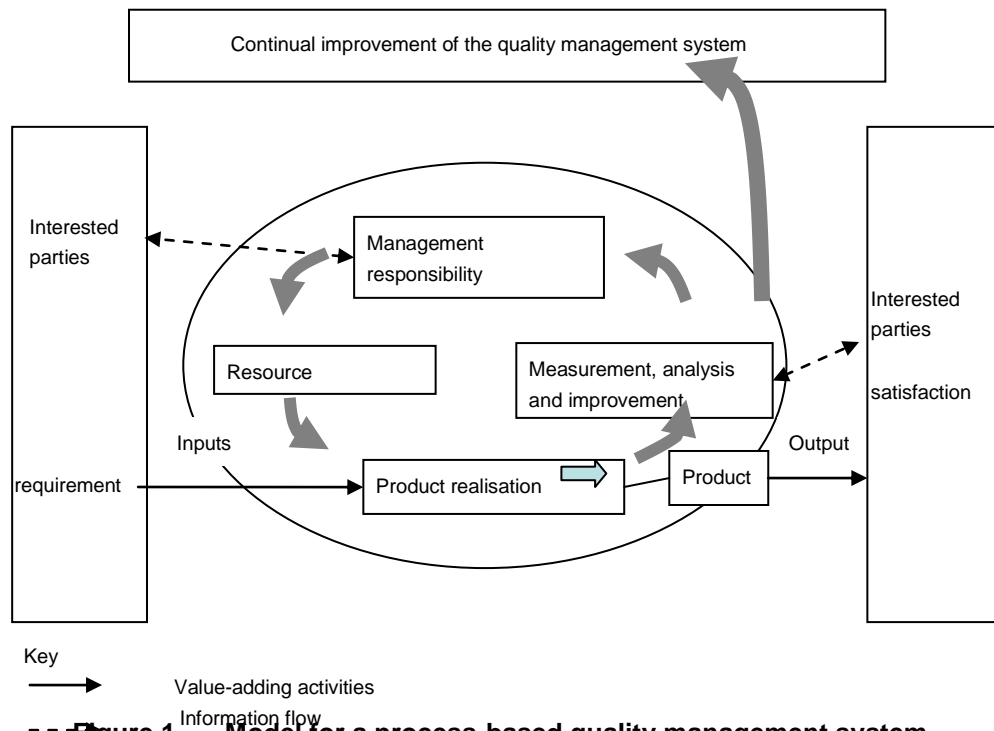 Continual improvement of the quality management system
Interested
parties
requirement
Management
responsibility
Resource
Measurement, analysis
and improvement
Inputs
Product realisation
Product
Output
Interested
parties
satisfaction
Key
Value-adding activities
Information flow
Figure 1 Model for a process-based quality management system